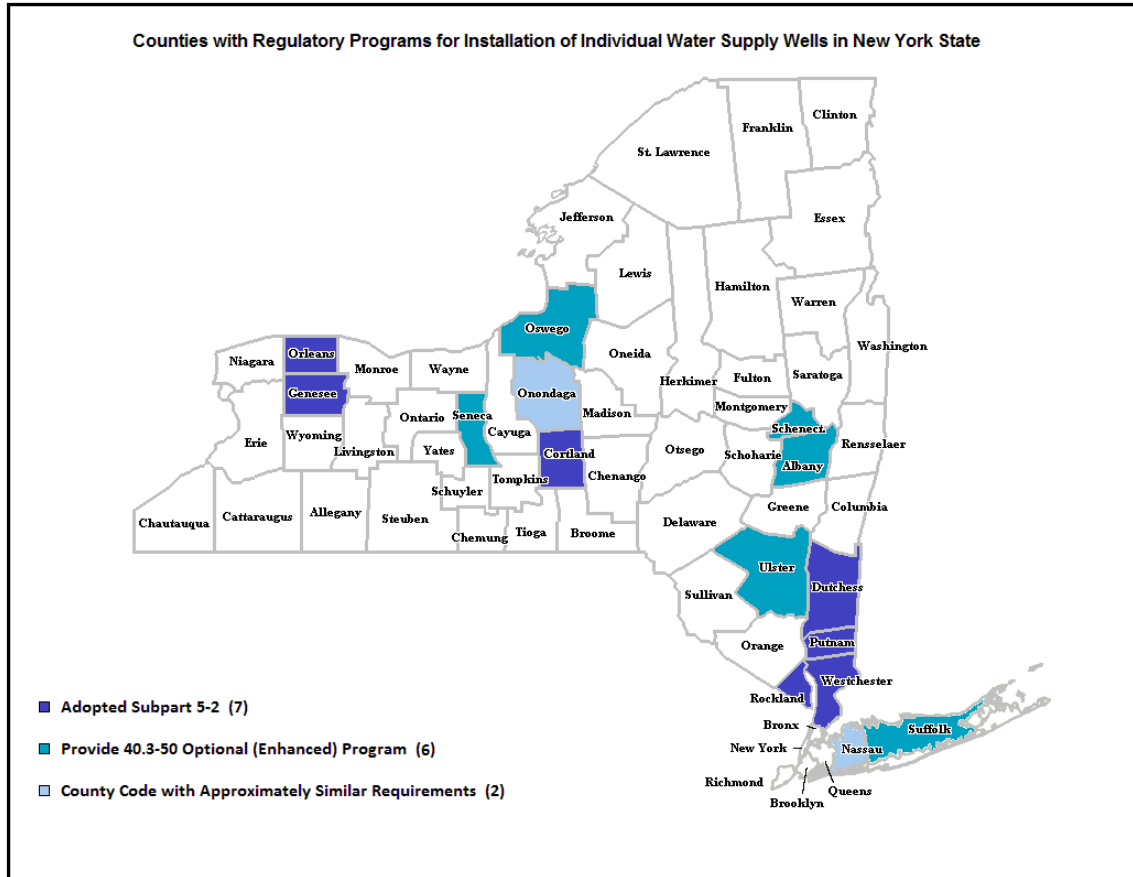 Counties with Regulatory Programs for Installation of Individual Water Supply Wells in New York State
Clinton
Franklin
St. Lawrence
Essex
Jefferson
Lewis
Hamilton
Warren
Oswego
Washington
Oneida
Orleans
Niagara
Monroe
Wayne
Herkimer
Fulton
Saratoga
Genesee
Onondaga
Montgomery
Ontario
Seneca
Madison
Schenect.
Erie
Wyoming
Cayuga
Rensselaer
Livingston
Yates
Cortland
Otsego
Schoharie
Albany
Tompkins
Chenango
Schuyler
Chautauqua
Cattaraugus
Allegany
Steuben
Chemung
Tioga
Broome
Delaware
Greene
Columbia
Ulster
Dutchess
Sullivan
Orange
Putnam
Westchester
Rockland
Bronx
Suffolk
New York
Nassau
Richmond
Queens
Brooklyn
Adopted Subpart 5-2 (7)
Provide 40.3-50 Optional (Enhanced) Program (6)
County Code with Approximately Similar Requirements (2)